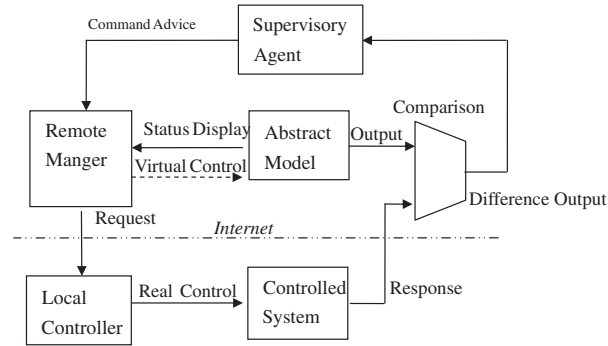 Command Advice
Supervisory
Agent
Comparison
Remote
Manger
Status Display
Virtual Control
Abstract
Model
Output
Difference Output
Request
Internet
Local
Controller
Real Control
Controlled
System
Response